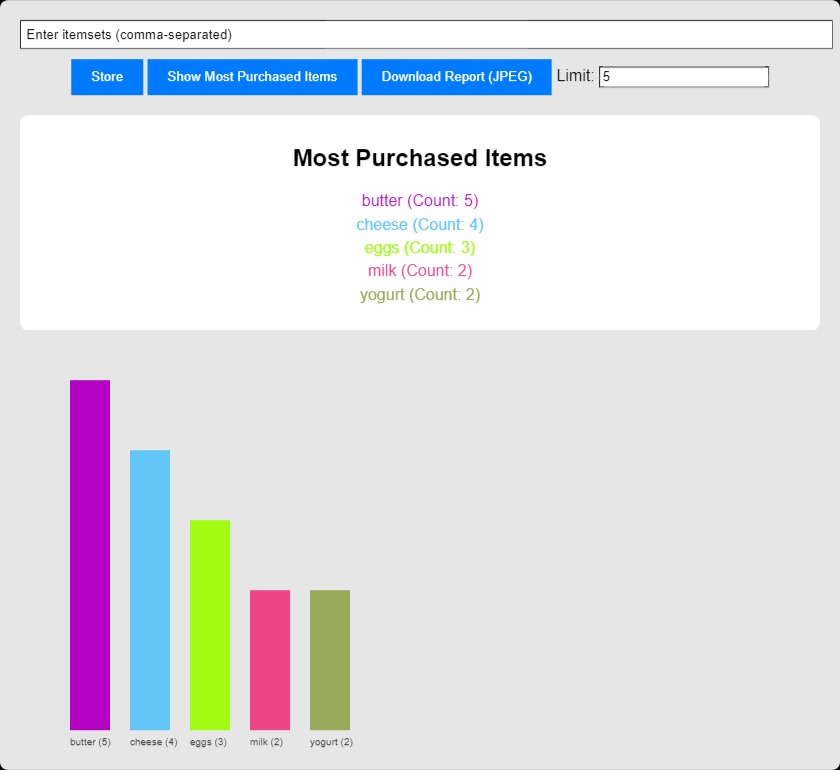 Enter itemsets (comma-separated)
Store Show Most Purchased Items Download Report (JPEG) Limit: 5
Most Purchased Items
butter (Count: 5)
cheese (Count: 4)
eggs (Count: 3)
milk (Count: 2)
yogurt (Count: 2)
butter (5) cheese (4) eggs (3) milk (2) yogurt (2)